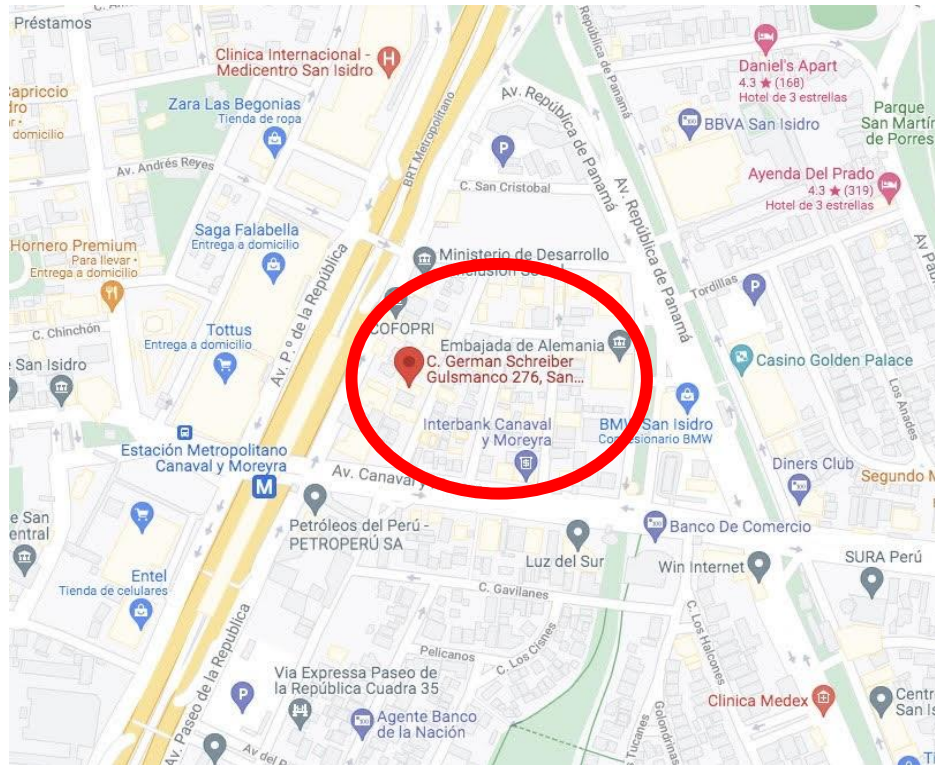 Préstamos
Clinica Internacional -
Medicentro San Isidro
H
Daniel's Apart
4.3 ★ (168)
Hotel de 3 estrellas
República de Panamá
Capriccio
dro
domicilio
Zara Las Begonias
Tienda de ropa
BRT Metropolitano
Av. República de Panamá
P
BBVA San Isidro
Parque
San Martín
de Porres
Av. Andrés Reyes
C. San Cristobal
Av. República de Panamá
Ayenda Del Prado
4.3 ★ (319)
Hotel de 3 estrellas
Saga Falabella
Entrega a domicilio
Hornero Premium
Para llevar •
Entrega a domicilio
Av. P.º de la República
Ministerio de Desarrollo
Tordillas
P
C. Chinchón
Tottus
Entrega a domicilio
COFOPRI
Embajada de Alemania
C. German Schreiber
Gulsmanco 276, San...
Casino Golden Palace
e San Isidro
Los Anades
Interbank Canaval
y Moreyra
BMW San Isidro
Concesionario BMW
Estación Metropolitano
Canaval y Moreyra
M
Av. Canaval y
Diners Club
Segundo M
Petróleos del Perú -
PETROPERÚ SA
Banco De Comercio
e San
entral
Luz del Sur
Win Internet
SURA Perú
Entel
Tienda de celulares
C. Gavilanes
C. Los Halcones
Pelicanos
C. Los Cisnes
Av. Paseo de la Republica
Via Expressa Paseo de
la República Cuadra 35
P
Clinica Medex
Centr
San Is
Agente Banco
de la Nación
Tucanes
Golondrinas
Av del P
Ti